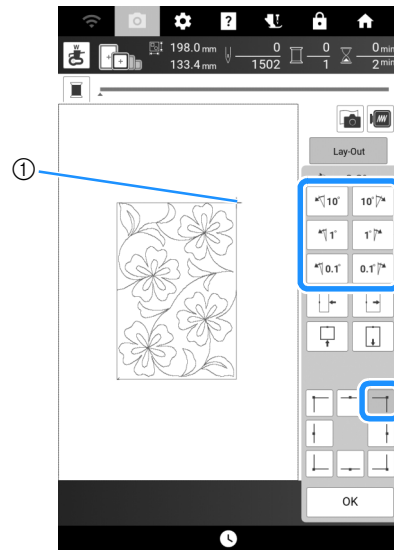 ?
W
198.0 mm
133.4 mm
0
1502
0
1
0 min
2 min
①
Lay-Out
10° 10°
1° 1°
0.1° 0.1°
OK